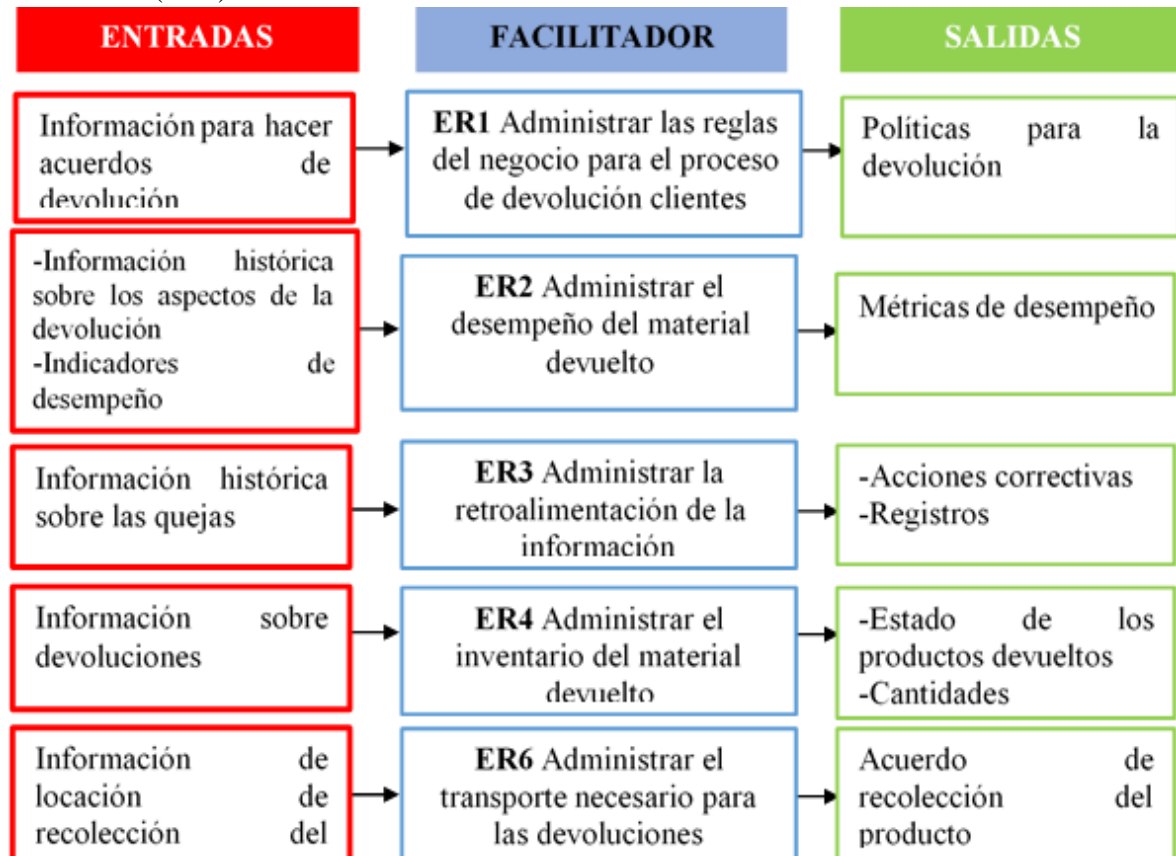 ENTRADAS
FACILITADOR
SALIDAS
Información para hacer
acuerdos de
devolución
ER1 Administrar las reglas
del negocio para el proceso
de devolución clientes
Políticas para la
devolución
-Información histórica
sobre los aspectos de la
devolución
-Indicadores de
desempeño
ER2 Administrar el
desempeño del material
devuelto
Métricas de desempeño
Información histórica
sobre las quejas
ER3 Administrar la
retroalimentación de la
información
-Acciones correctivas
-Registros
Información sobre
devoluciones
ER4 Administrar el
inventario del material
devuelto
-Estado de los
productos devueltos
-Cantidades
Información de
locación de
recolección del
ER6 Administrar el
transporte necesario para
las devoluciones
Acuerdo de
recolección del
producto